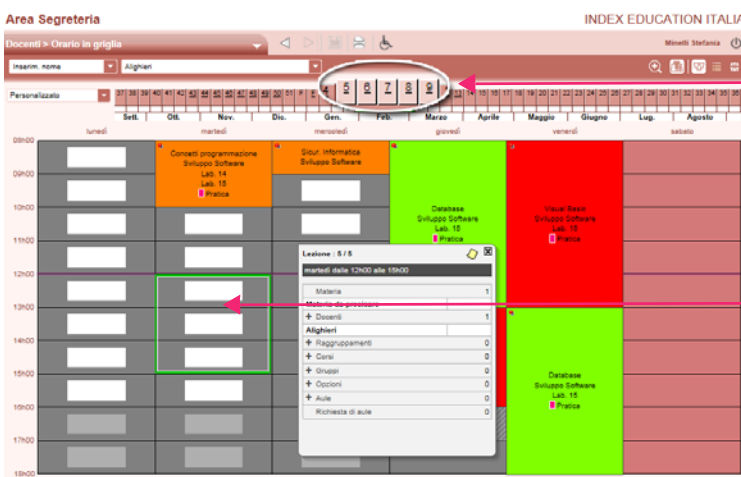 Area Segreteria
INDEX EDUCATION ITALIA
Docenti > Orario in griglia
Minetti Stefania
Inserim. nome
Alighieri
Personalizzato
37 38 39 40 41 42 43 44 45 46 47 48 49 50 51
4 5 6 7 8 9
14 15 16 17 18 19 20 21 22 23 24 25 26 27 28 29 30 31 32 33 34 35
Sett. Ott. Nov. Dic. Gen. Feb. Marzo Aprile Maggio Giugno Lug. Agosto
lunedì martedì mercoledì giovedì venerdì sabato
08h00
Concetti programmazione
Sviluppo Software
Lab. 14
Lab. 15
Pratica
Sicur. Informatica
Sviluppo Software
09h00
10h00
Database
Sviluppo Software
Lab. 15
Pratica
Visual Base
Sviluppo Software
Lab. 15
Pratica
11h00
12h00
13h00
14h00
15h00
16h00
17h00
18h00
Lezione : 5 / 5
martedì dalle 12h00 alle 15h00
Materia 1
Materia da precisare
+ Docenti 1
Alighieri
+ Raggruppamenti 0
+ Corsi 0
+ Gruppi 0
+ Opzioni 0
+ Aule 0
Richiesta di aule 0
Database
Sviluppo Software
Lab. 15
Pratica